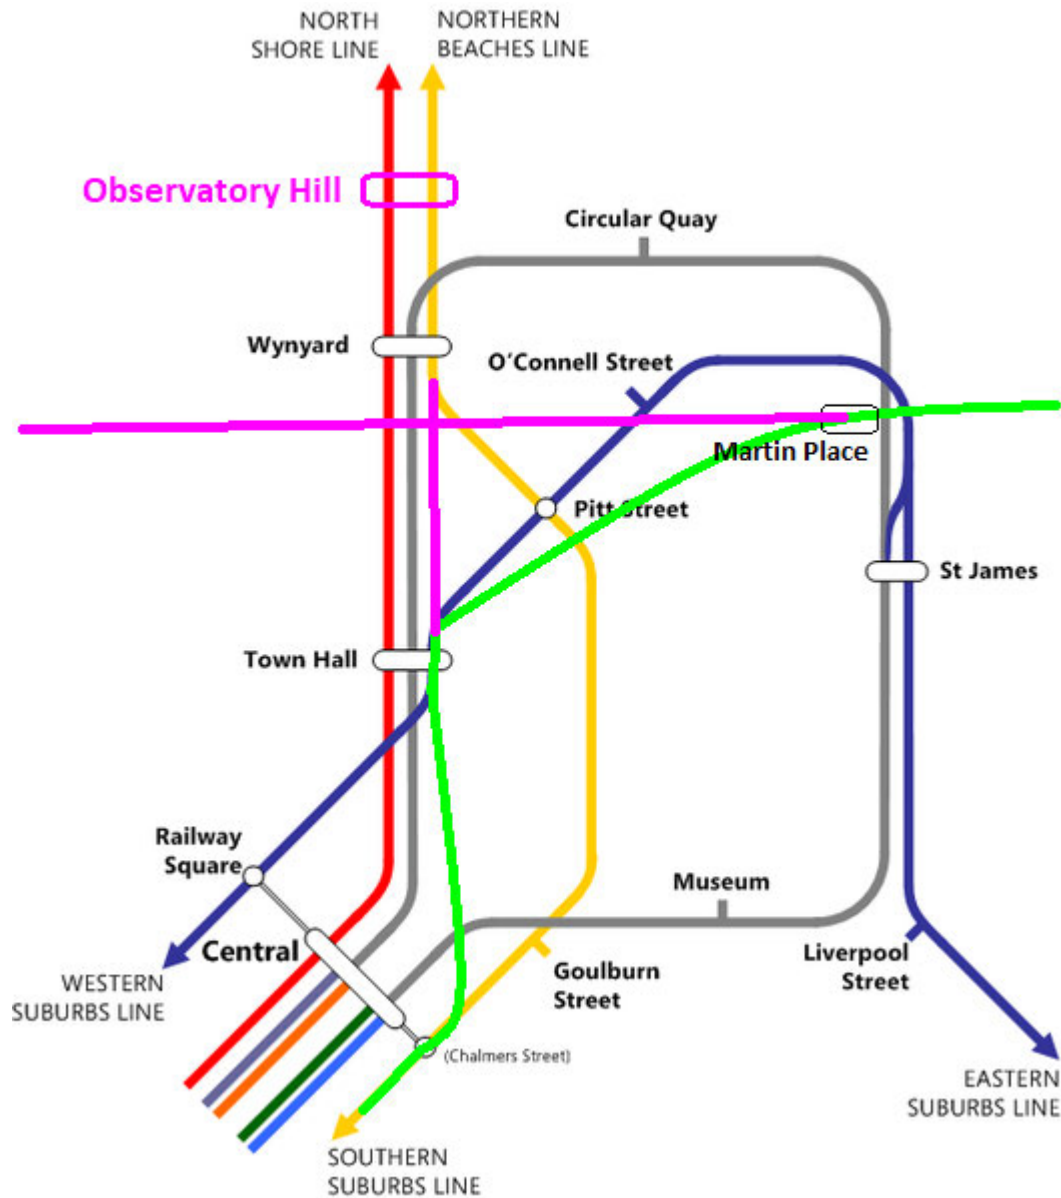 NORTH
SHORE LINE
NORTHERN
BEACHES LINE
Observatory Hill
Circular Quay
Wynyard
O'Connell Street
Martin Place
Pitt Street
St James
Town Hall
Railway
Square
Museum
Central
Liverpool
Street
WESTERN
SUBURBS LINE
Goulburn
Street
(Chalmers Street)
EASTERN
SUBURBS LINE
SOUTHERN
SUBURBS LINE